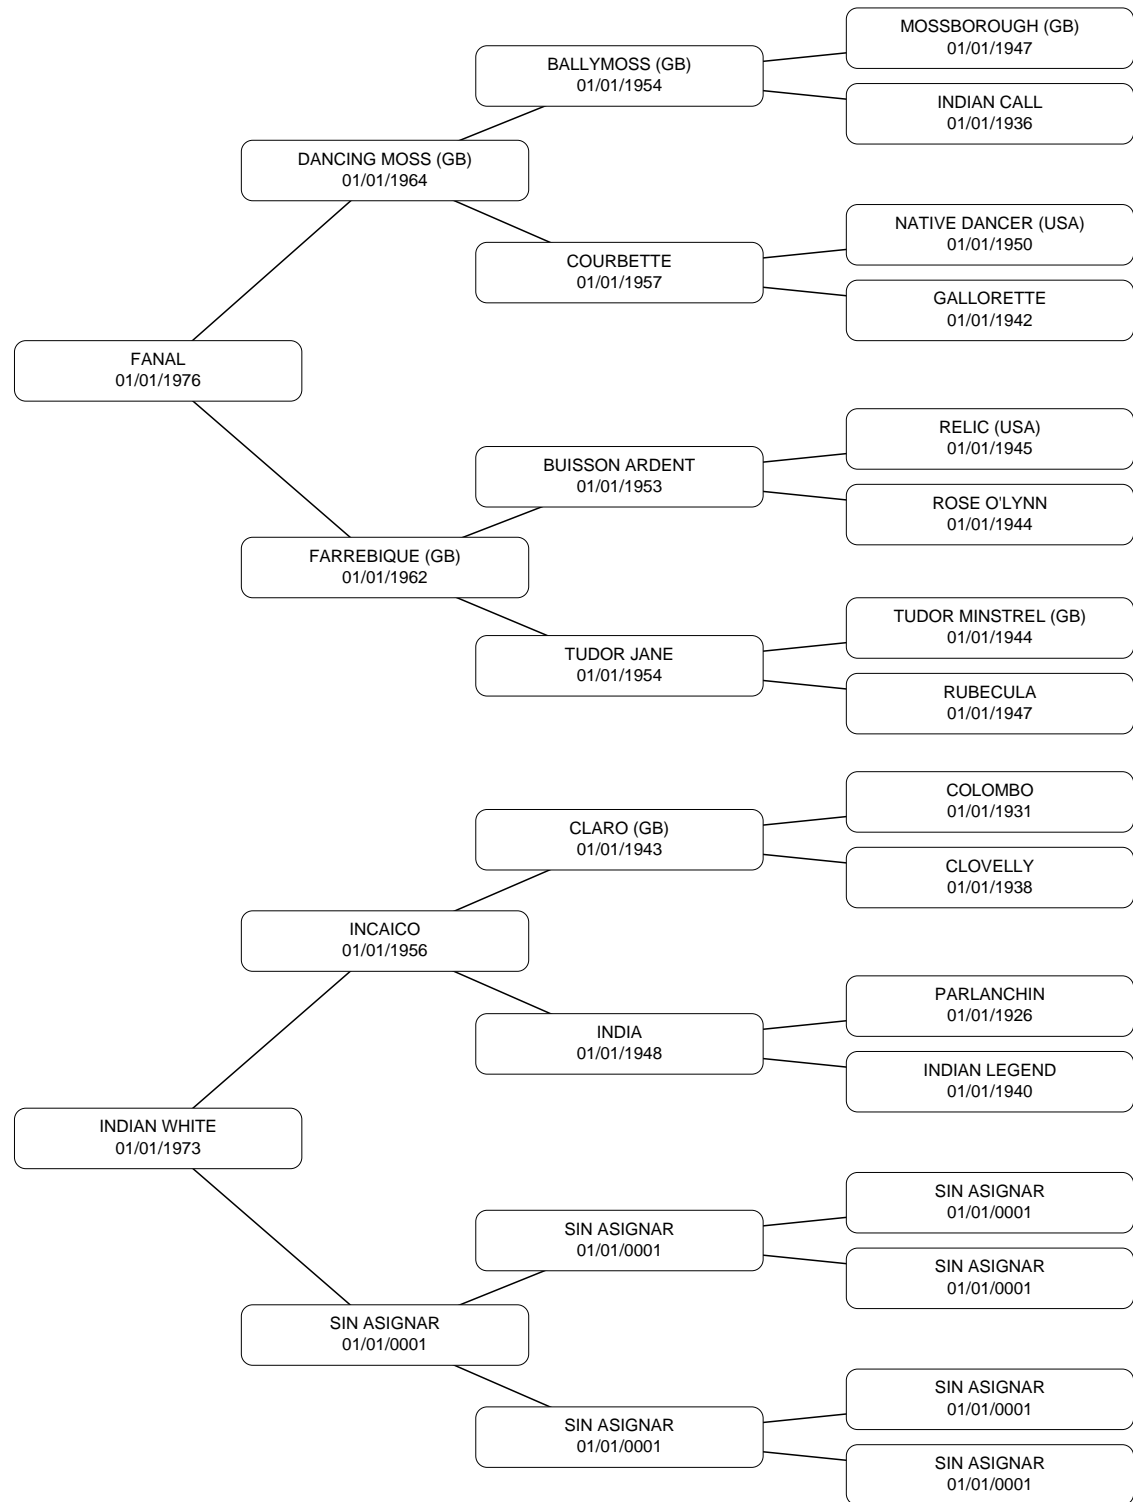 MOSSBOROUGH (GB)
01/01/1947
BALLYMOSS (GB)
01/01/1954
INDIAN CALL
01/01/1936
DANCING MOSS (GB)
01/01/1964
NATIVE DANCER (USA)
01/01/1950
COURBETTE
01/01/1957
GALLORETTE
01/01/1942
FANAL
01/01/1976
RELIC (USA)
01/01/1945
BUISSON ARDENT
01/01/1953
ROSE O'LYNN
01/01/1944
FARREBIQUE (GB)
01/01/1962
TUDOR MINSTREL (GB)
01/01/1944
TUDOR JANE
01/01/1954
RUBECULA
01/01/1947
COLOMBO
01/01/1931
CLARO (GB)
01/01/1943
CLOVELLY
01/01/1938
INCAICO
01/01/1956
PARLANCHIN
01/01/1926
INDIA
01/01/1948
INDIAN LEGEND
01/01/1940
INDIAN WHITE
01/01/1973
SIN ASIGNAR
01/01/0001
SIN ASIGNAR
01/01/0001
SIN ASIGNAR
01/01/0001
SIN ASIGNAR
01/01/0001
SIN ASIGNAR
01/01/0001
SIN ASIGNAR
01/01/0001
SIN ASIGNAR
01/01/0001